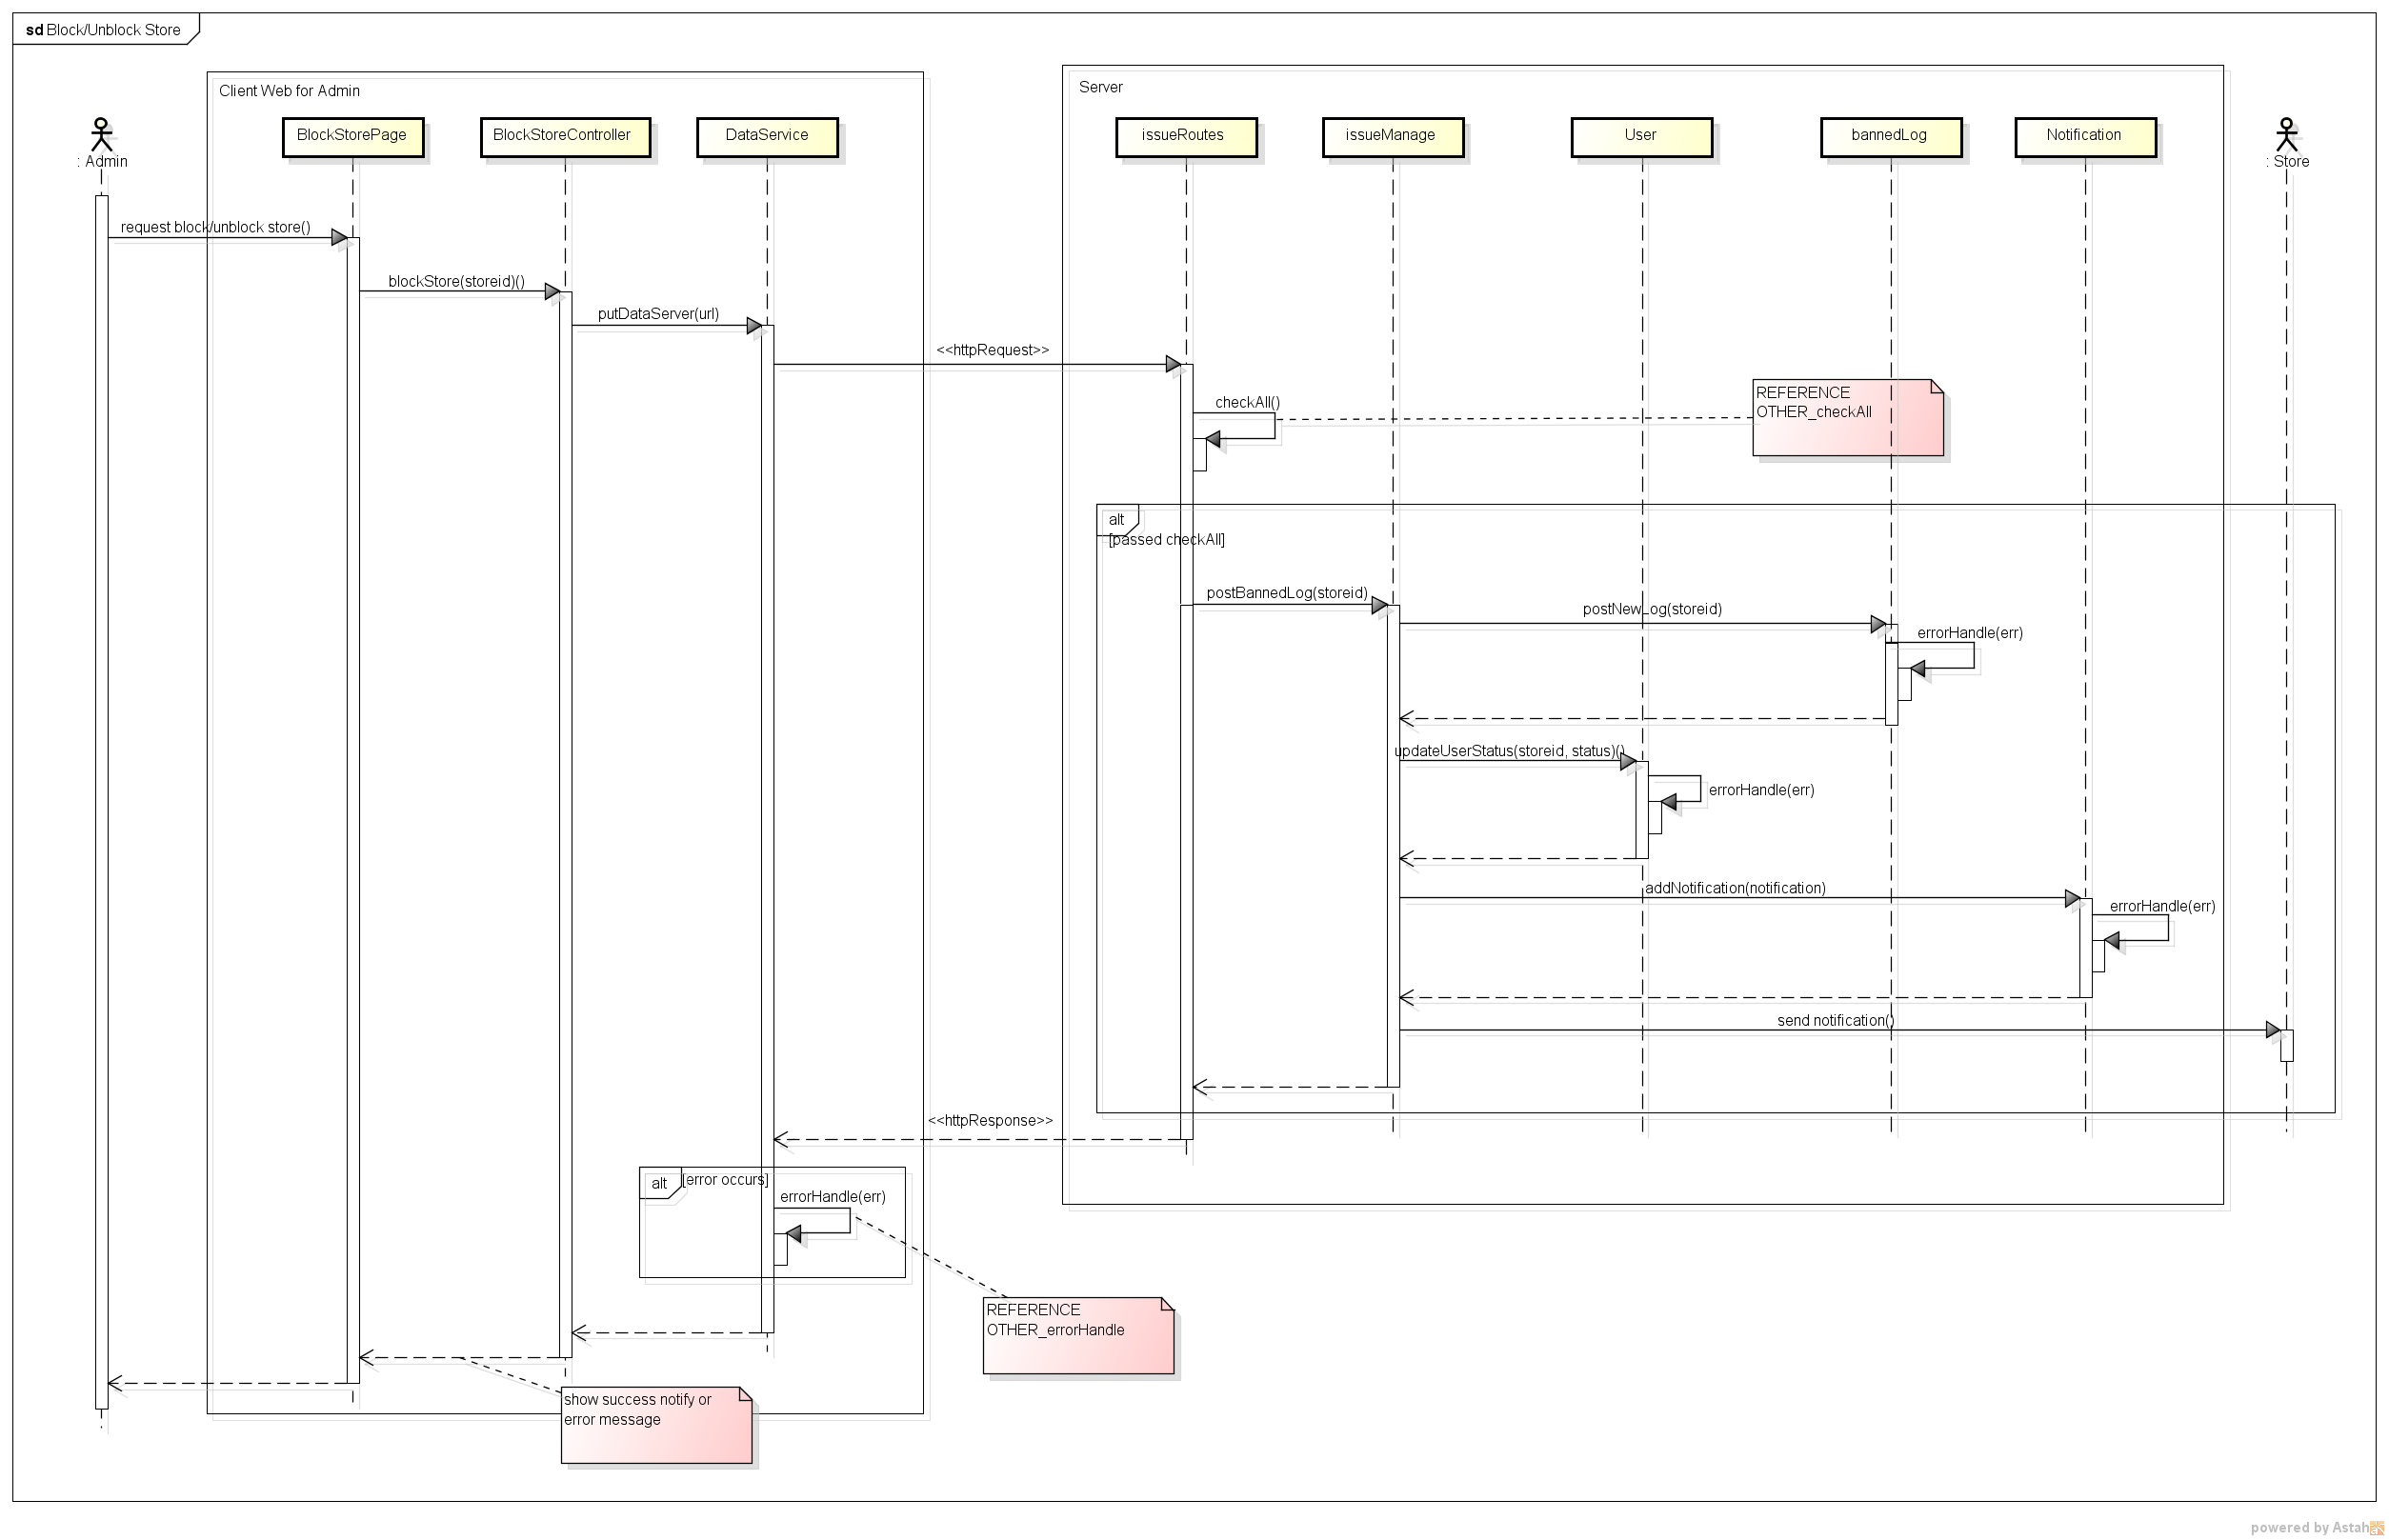 sd Block/Unblock Store
Client Web for Admin
Server
: Admin
BlockStorePage
BlockStoreController
DataService
issueRoutes
issueManage
User
bannedLog
Notification
: Store
request block/unblock store()
blockStore(storeid)()
putDataServer(url)
<<httpRequest>>
checkAll()
REFERENCE
OTHER_checkAll
alt
[passed checkAll]
postBannedLog(storeid)
postNewLog(storeid)
errorHandle(err)
updateUserStatus(storeid, status)()
errorHandle(err)
addNotification(notification)
errorHandle(err)
send notification()
<<httpResponse>>
alt
[error occurs]
errorHandle(err)
REFERENCE
OTHER_errorHandle
show success notify or
error message
powered by Astah